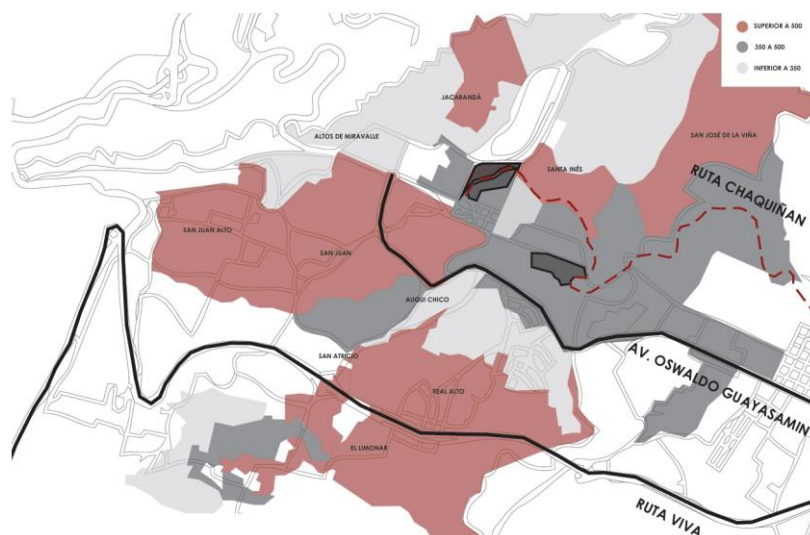 SUPERIOR A 500
350 A 500
INFERIOR A 350
JACARANDÁ
ALTOS DE MIRAVALLE
SAN JOSÉ DE LA VIÑA
SANTA INÉS
RUTA CHAQUIÑAN
SAN JUAN ALTO
SAN JUAN
AUQUI CHICO
SAN ATRICIO
AV. OSWALDO GUAYASAMIN
REAL ALTO
EL LIMONAR
RUTA VIVA